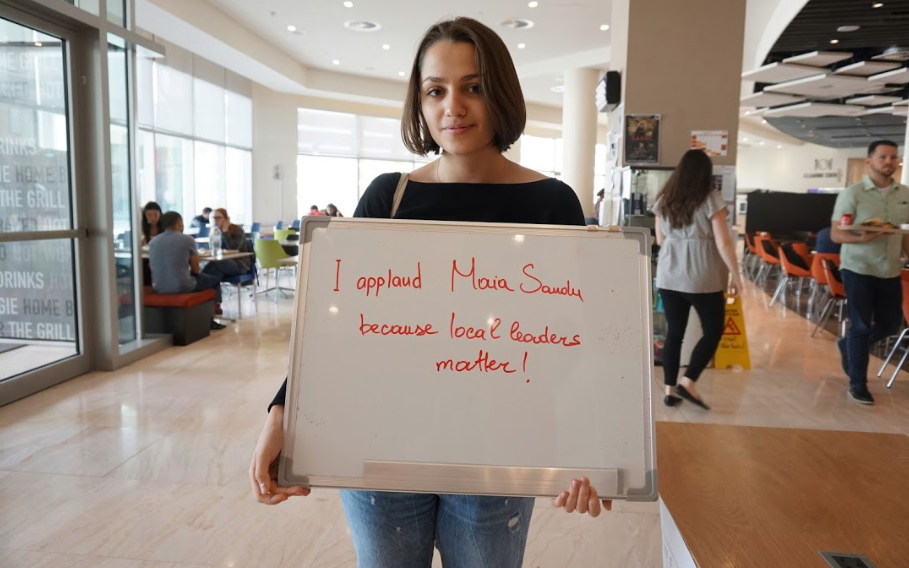 I applaud Maia Sandu
because local leaders
matter!
DRINKS
HOME
THE GRILL
DRINKS
GIE HOME B
& THE GRILL